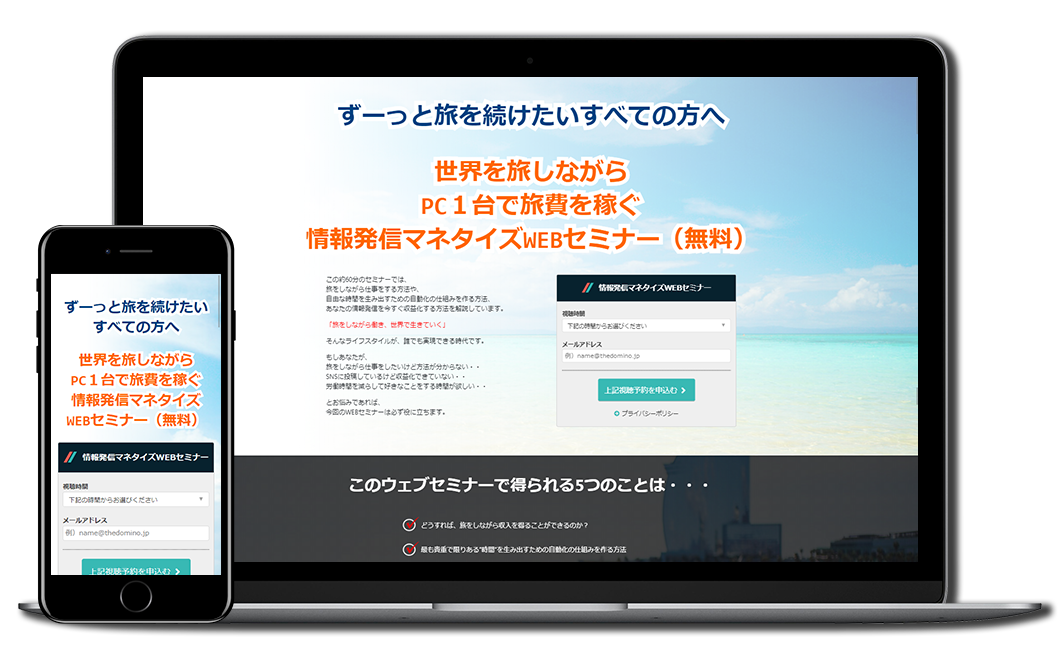 ずーっと旅を続けたいすべての方へ
世界を旅しながら
PC１台で旅費を稼ぐ
情報発信マネタイズWEBセミナー（無料）
この約60分のセミナーでは、
旅をしながら仕事をする方法や、
自由な時間を生み出すための自動化の仕組みを作る方法、
あなたの情報発信を今すぐ収益化する方法を解説しています。
「旅をしながら働き、世界で生きていく」
そんなライフスタイルが、誰でも実現できる時代です。
もしあなたが、
旅をしながら仕事をしたいけど方法が分からない・・
SNSに投稿しているけど収益化できていない・・
労働時間を減らして好きなことをする時間が欲しい・・
とお悩みであれば、
今回のWEBセミナーは必ず役に立ちます。
情報発信マネタイズWEBセミナー
視聴時間
下記の時間からお選びください
メールアドレス
例）name@thedomino.jp
上記視聴予約を申込む
プライバシーポリシー
このウェブセミナーで得られる5つのことは・・・
どうすれば、旅をしながら収入を得ることができるのか？
最も貴重で限りある"時間"を生み出すための自動化の仕組みを作る方法
ずーっと旅を続けたい
すべての方へ
世界を旅しながら
PC１台で旅費を稼ぐ
情報発信マネタイズ
WEBセミナー（無料）
情報発信マネタイズWEBセミナー
視聴時間
下記の時間からお選びください
メールアドレス
例）name@thedomino.jp
上記視聴予約を申込む